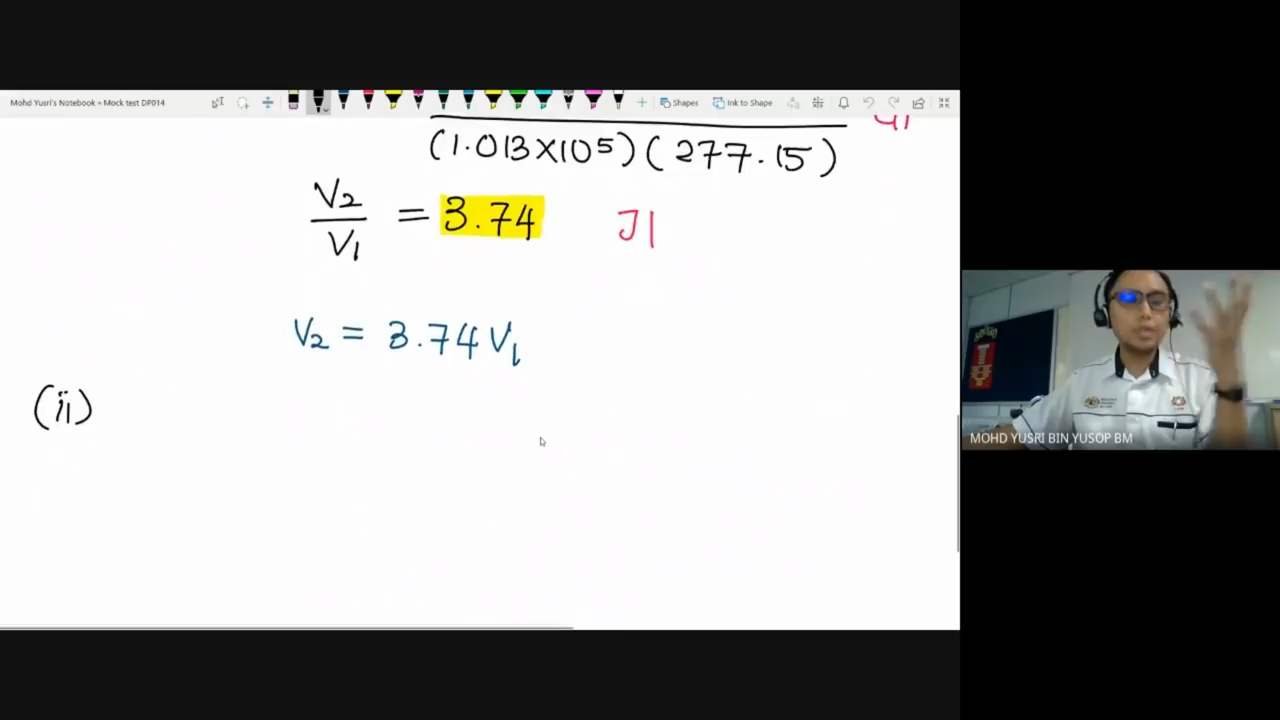 Mohd Yusri's Notebook » Mock test DP014
Shapes
Ink to Shape
(1.013×10⁵)(277.15)
V₂
V₁
= 3.74
J1
V₂ = 3.74 V₁
(ii)
MOHD YUSRI BIN YUSOP BM